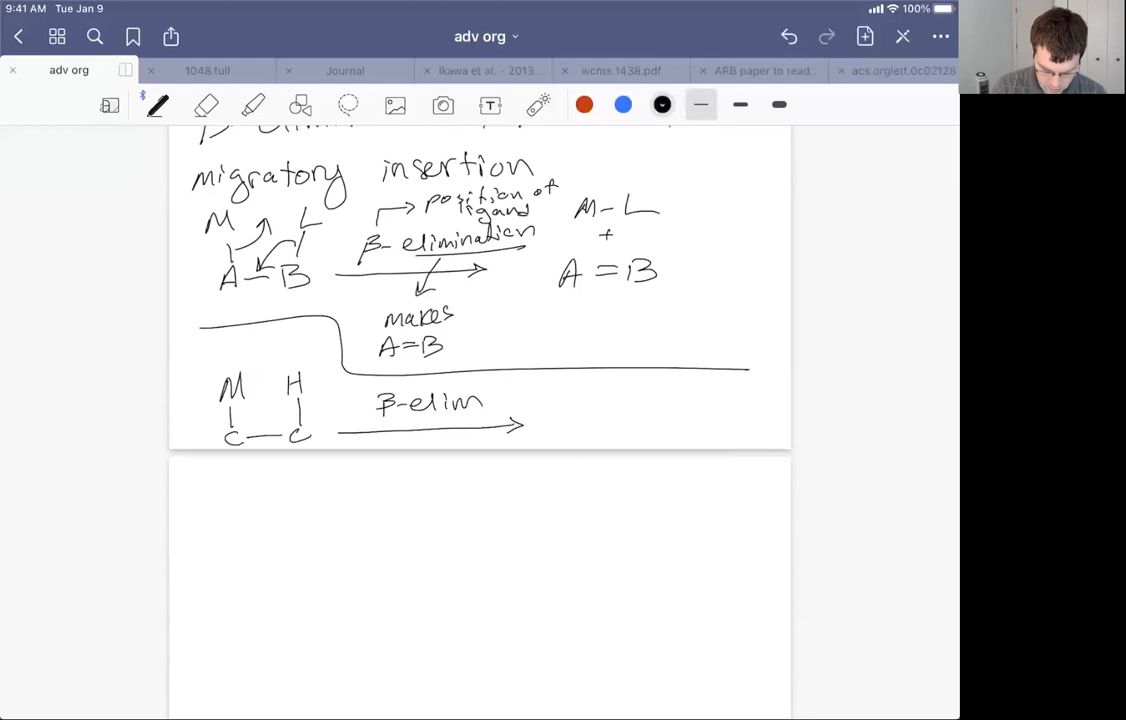 9:41 AM Tue Jan 9
100%
adv org
adv org
1048.full
Journal
Ikawa et al. - 2013...
wcms.1438.pdf
ARB paper to read...
acs.orglett.0c02128
migratory insertion
position of
ligand
M L
β-elimination
M-L
+
A-B
A=B
makes
A=B
M H
β-elim
C-C